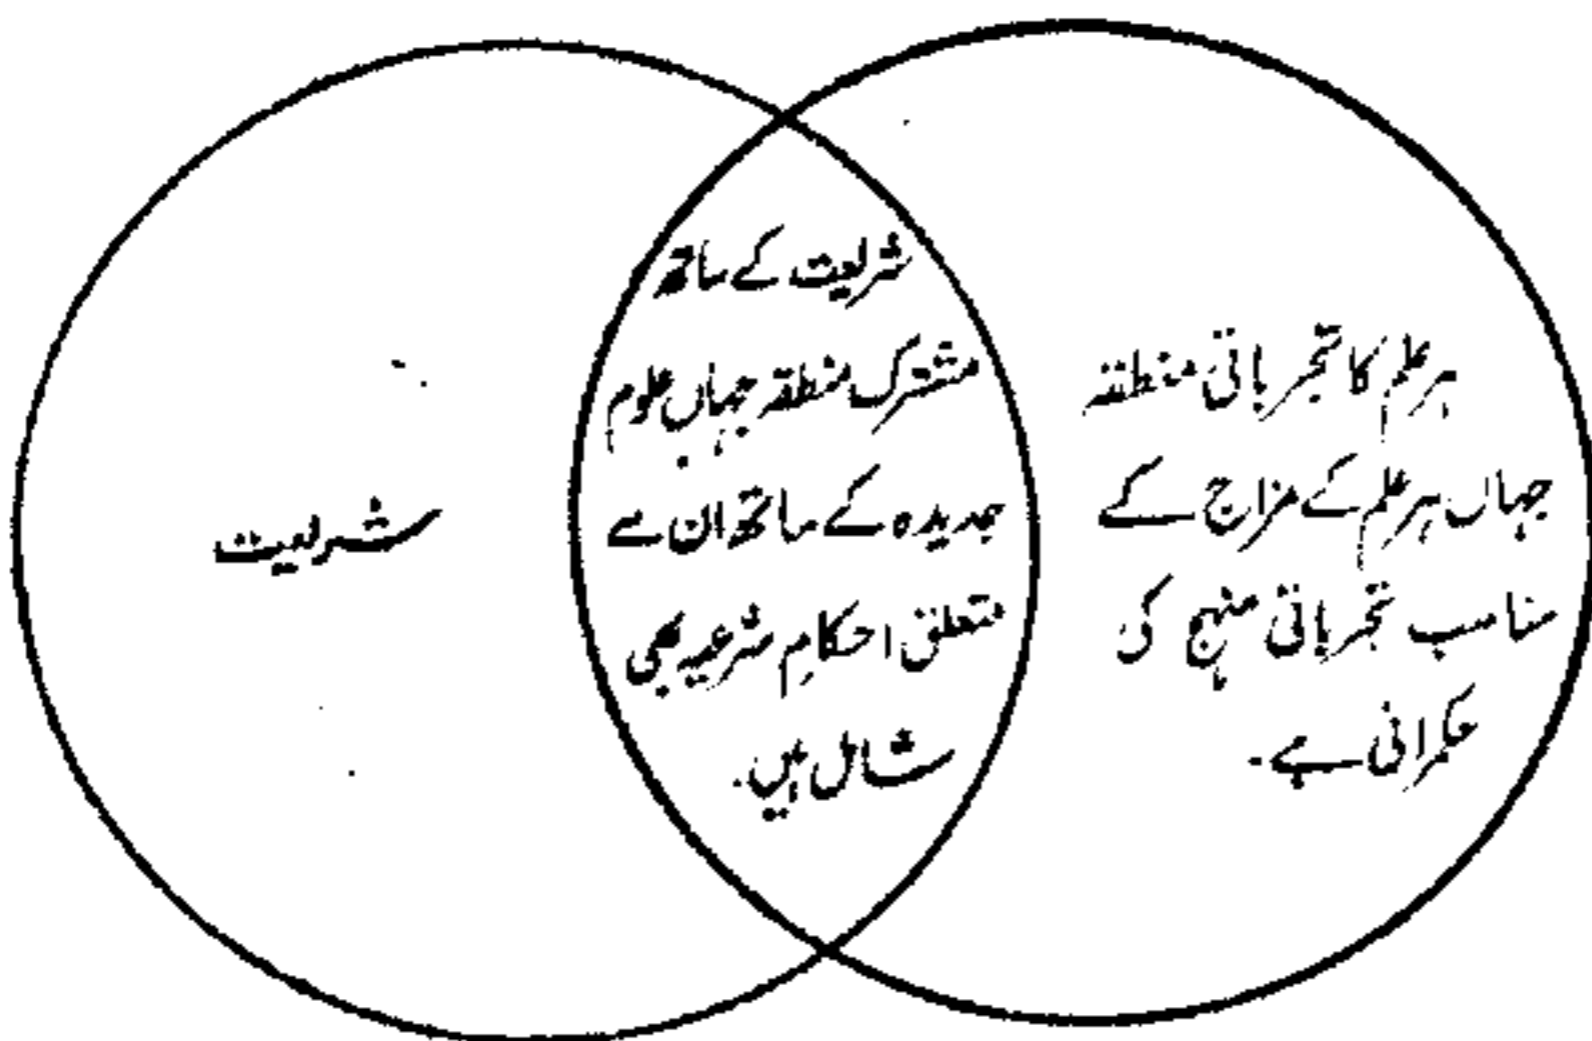 ہر علم کا تجرباتی منطقہ
جہاں ہر علم کے مزاج کے
مناسب تجرباتی منہج کی
حکمرانی ہے۔
شریعت کے ساتھ
مشترک منطقہ جہاں علوم
جدیدہ کے ساتھ ان سے
متعلق احکامِ شرعیہ بھی
شامل ہیں۔
شریعت